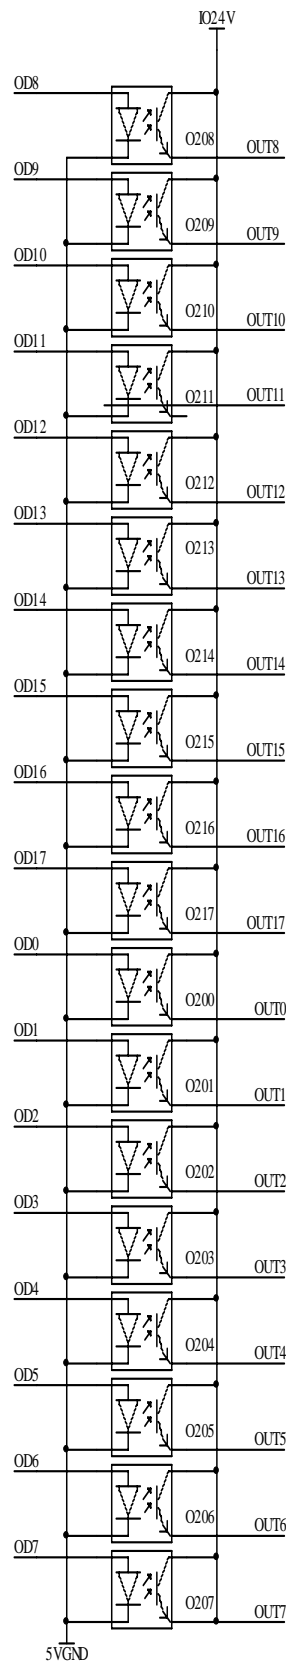 IO24V
OD8
O208
OUT8
OD9
O209
OUT9
OD10
O210
OUT10
OD11
O211
OUT11
OD12
O212
OUT12
OD13
O213
OUT13
OD14
O214
OUT14
OD15
O215
OUT15
OD16
O216
OUT16
OD17
O217
OUT17
OD0
O200
OUT0
OD1
O201
OUT1
OD2
O202
OUT2
OD3
O203
OUT3
OD4
O204
OUT4
OD5
O205
OUT5
OD6
O206
OUT6
OD7
O207
OUT7
5VGND